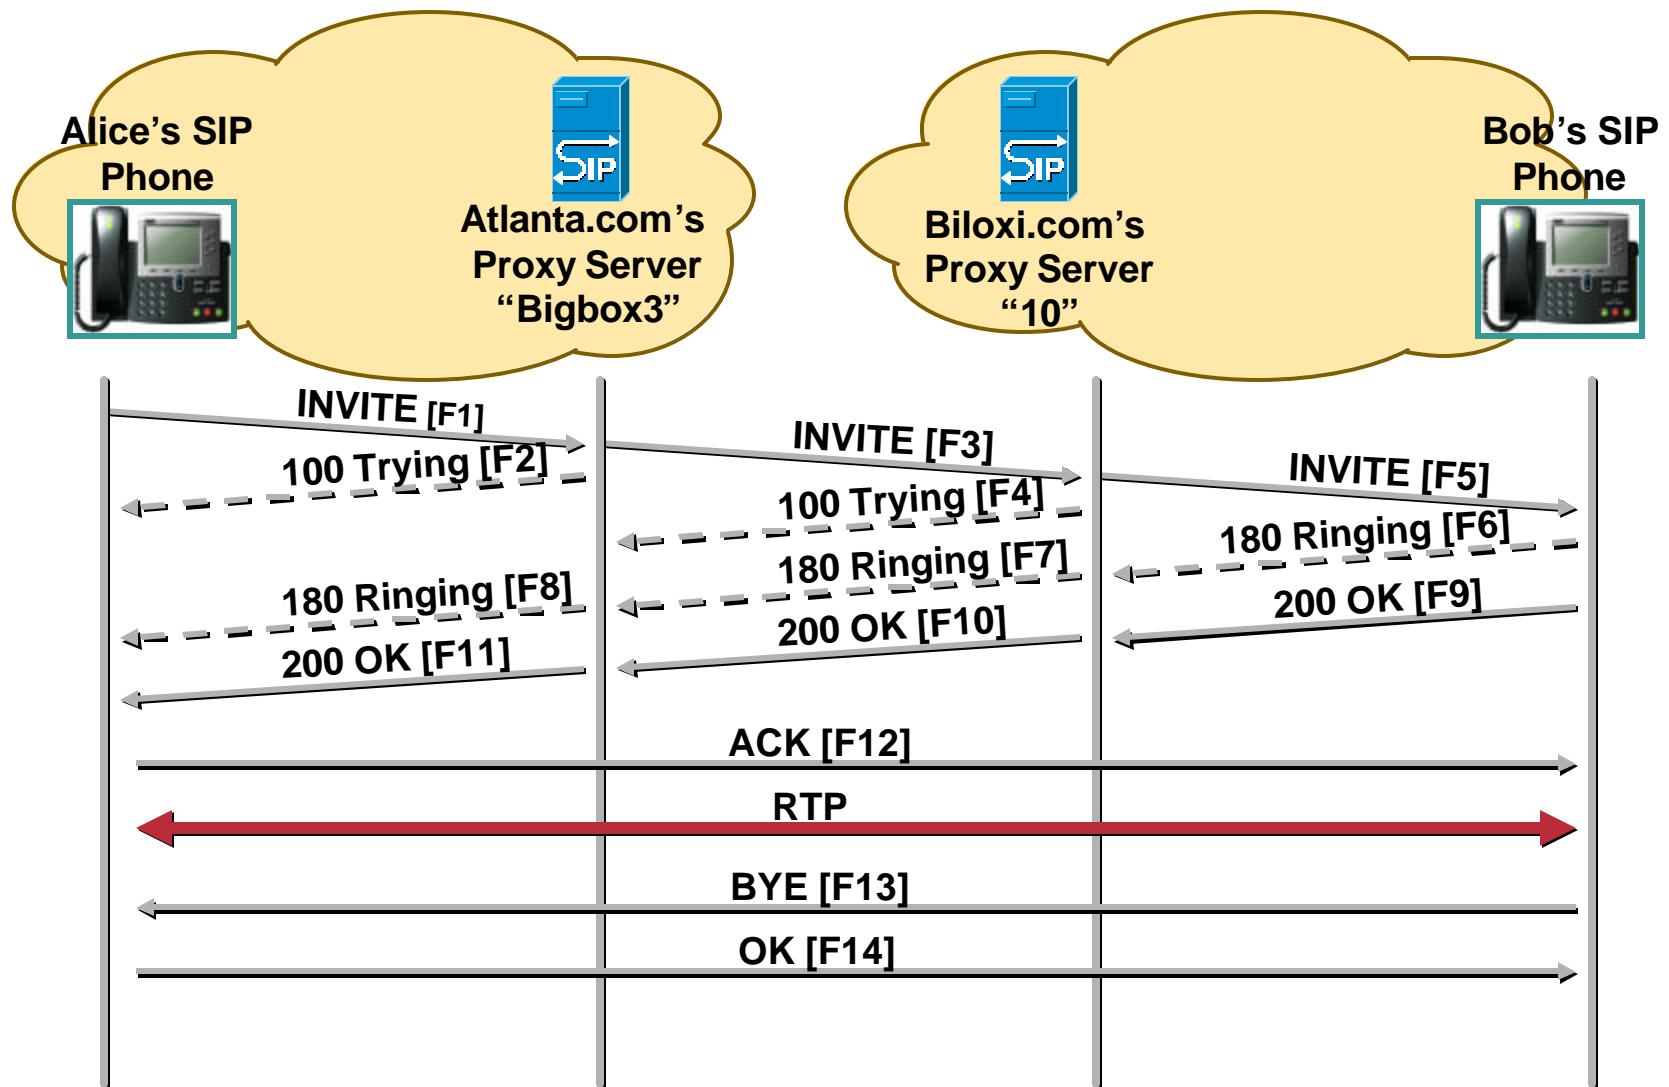 Alice’s SIP
Phone
SIP
Atlanta.com’s
Proxy Server
“Bigbox3”
SIP
Biloxi.com’s
Proxy Server
“10”
Bob’s SIP
Phone
INVITE [F1]
INVITE [F3]
INVITE [F5]
100 Trying [F2]
100 Trying [F4]
180 Ringing [F6]
180 Ringing [F7]
180 Ringing [F8]
200 OK [F9]
200 OK [F10]
200 OK [F11]
ACK [F12]
RTP
BYE [F13]
OK [F14]